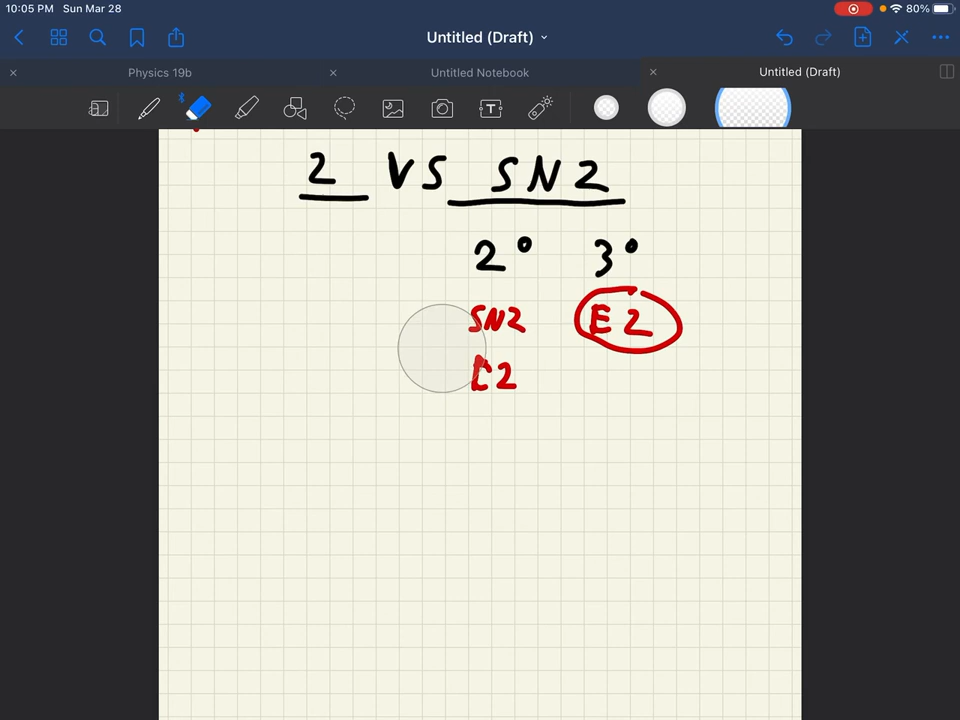 10:05 PM Sun Mar 28
80%
Untitled (Draft)
Physics 19b
Untitled Notebook
Untitled (Draft)
T
2 VS SN2
2° 3°
SN2 E2
E2